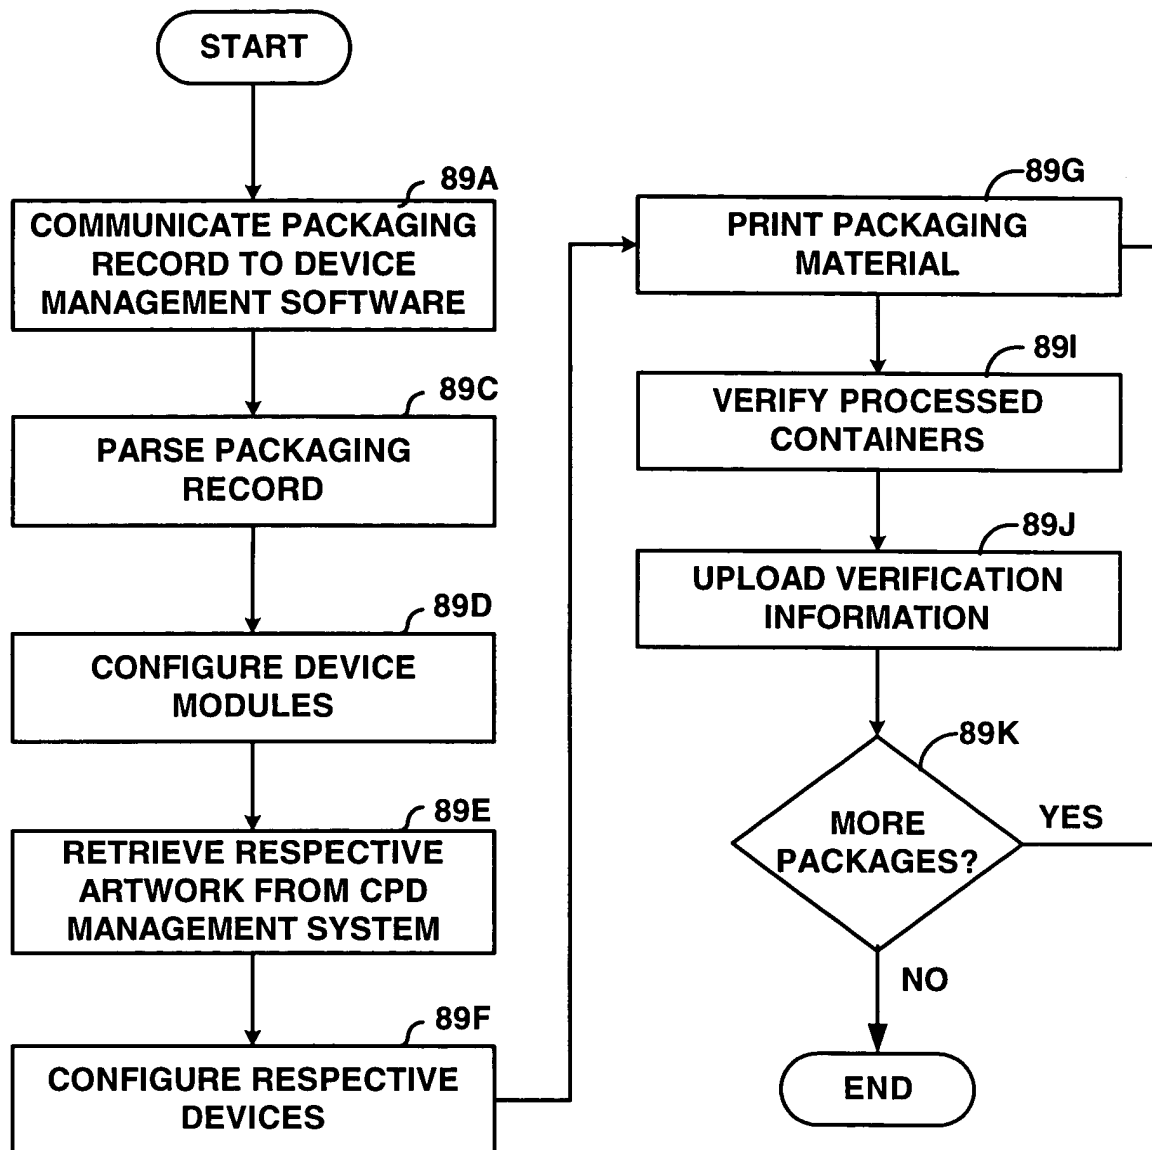 START
89A
COMMUNICATE PACKAGING
RECORD TO DEVICE
MANAGEMENT SOFTWARE
89C
PARSE PACKAGING
RECORD
89D
CONFIGURE DEVICE
MODULES
89E
RETRIEVE RESPECTIVE
ARTWORK FROM CPD
MANAGEMENT SYSTEM
89F
CONFIGURE RESPECTIVE
DEVICES
89G
PRINT PACKAGING
MATERIAL
89I
VERIFY PROCESSED
CONTAINERS
89J
UPLOAD VERIFICATION
INFORMATION
89K
MORE
PACKAGES?
YES
NO
END